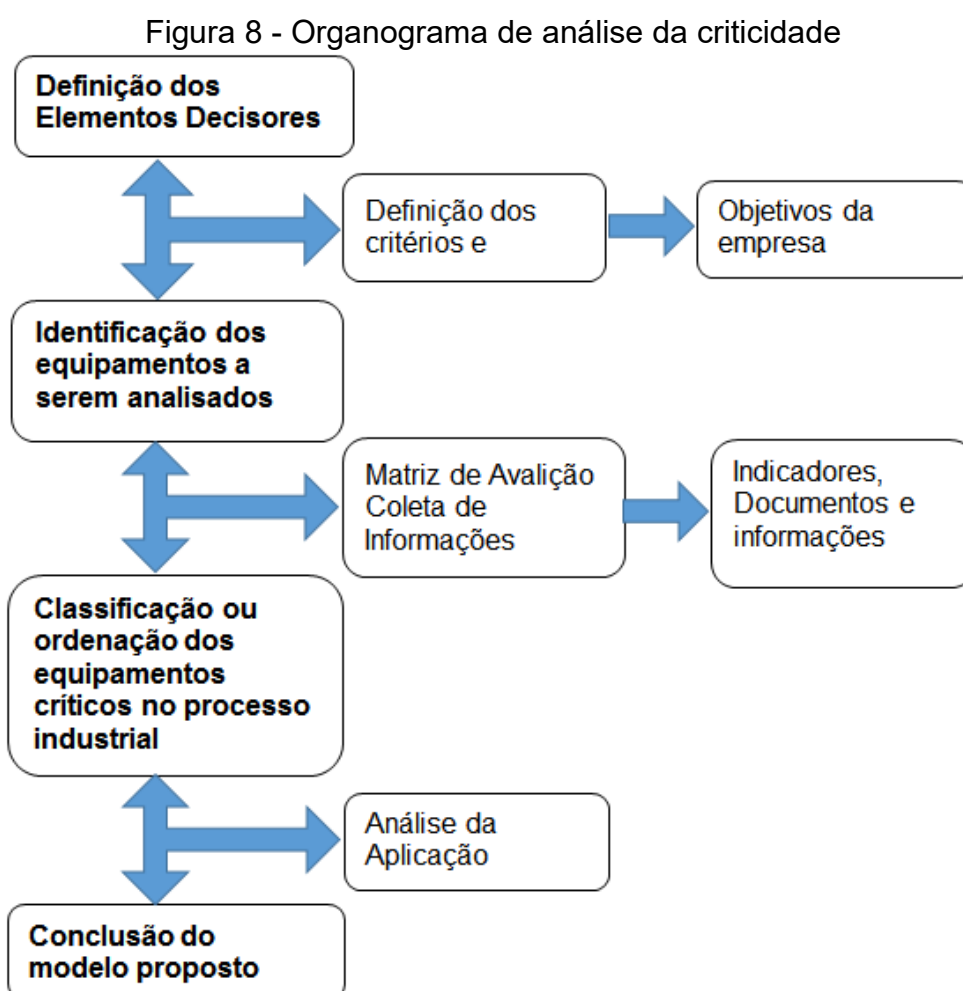 Figura 8 - Organograma de análise da criticidade
Definição dos
Elementos Decisores
Definição dos
critérios e
Objetivos da
empresa
Identificação dos
equipamentos a
serem analisados
Matriz de Avalição
Coleta de
Informações
Indicadores,
Documentos e
informações
Classificação ou
ordenação dos
equipamentos
críticos no processo
industrial
Análise da
Aplicação
Conclusão do
modelo proposto